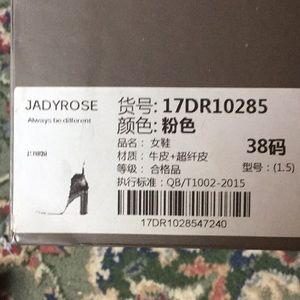 JADYROSE
Always be different
货号: 17DR10285
颜色: 粉色
品名: 女鞋
38码
材质: 牛皮+超纤皮
型号: (1.5)
等级: 合格品
执行标准: QB/T1002-2015
17DR1028547240